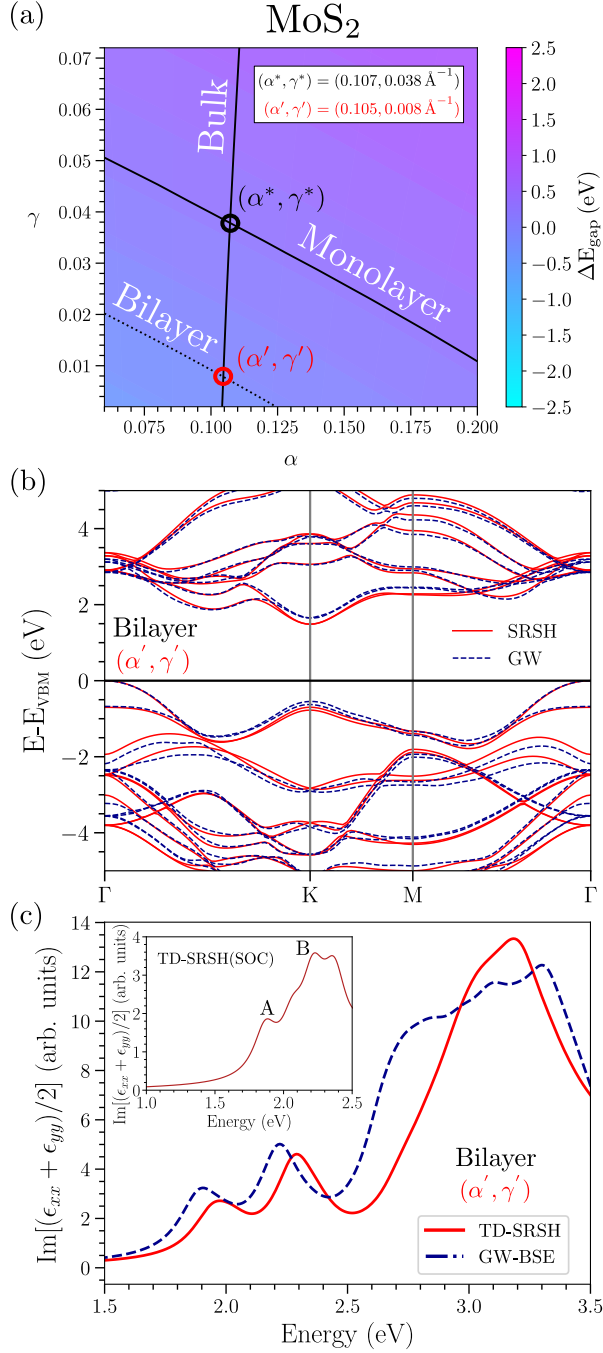 (a)
MoS₂
(α*, γ*) = (0.107, 0.038 Å⁻¹)
(α′, γ′) = (0.105, 0.008 Å⁻¹)
Bulk
Monolayer
Bilayer
(α*, γ*)
(α′, γ′)
0.07
0.06
0.05
0.04
0.03
0.02
0.01
γ
0.075
0.100
0.125
0.150
0.175
0.200
α
2.5
2.0
1.5
1.0
0.5
0.0
−0.5
−1.0
−1.5
−2.0
−2.5
ΔE_gap (eV)
(b)
4
2
0
−2
−4
E-E_VBM (eV)
Bilayer
(α′, γ′)
SRSH
GW
Γ
K
M
Γ
(c)
14
12
10
8
6
4
2
0
Im[(ϵ_xx + ϵ_yy)/2] (arb. units)
TD-SRSH(SOC)
A
B
4
3
2
1
0
Im[(ϵ_xx + ϵ_yy)/2] (arb. units)
1.0
1.5
2.0
2.5
Energy (eV)
Bilayer
(α′, γ′)
TD-SRSH
GW-BSE
1.5
2.0
2.5
3.0
3.5
Energy (eV)